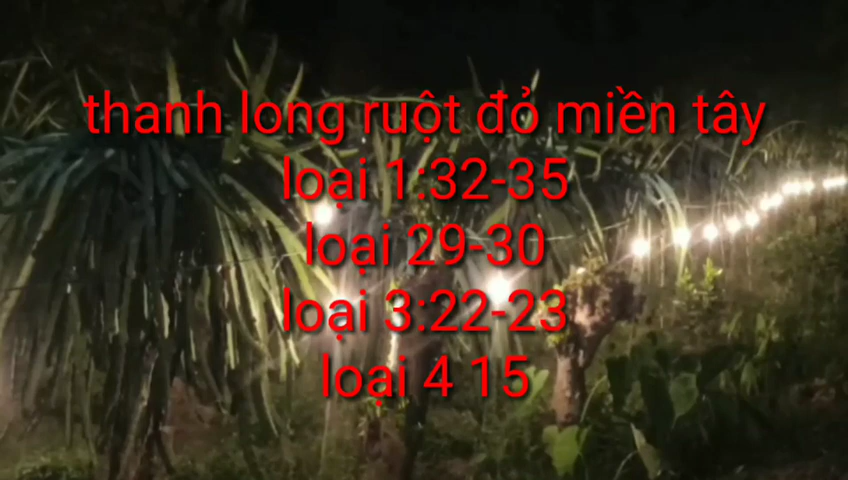 thanh long ruột đỏ miền tây
loại 1:32-35
loại 29-30
loại 3:22-23
loại 4 15